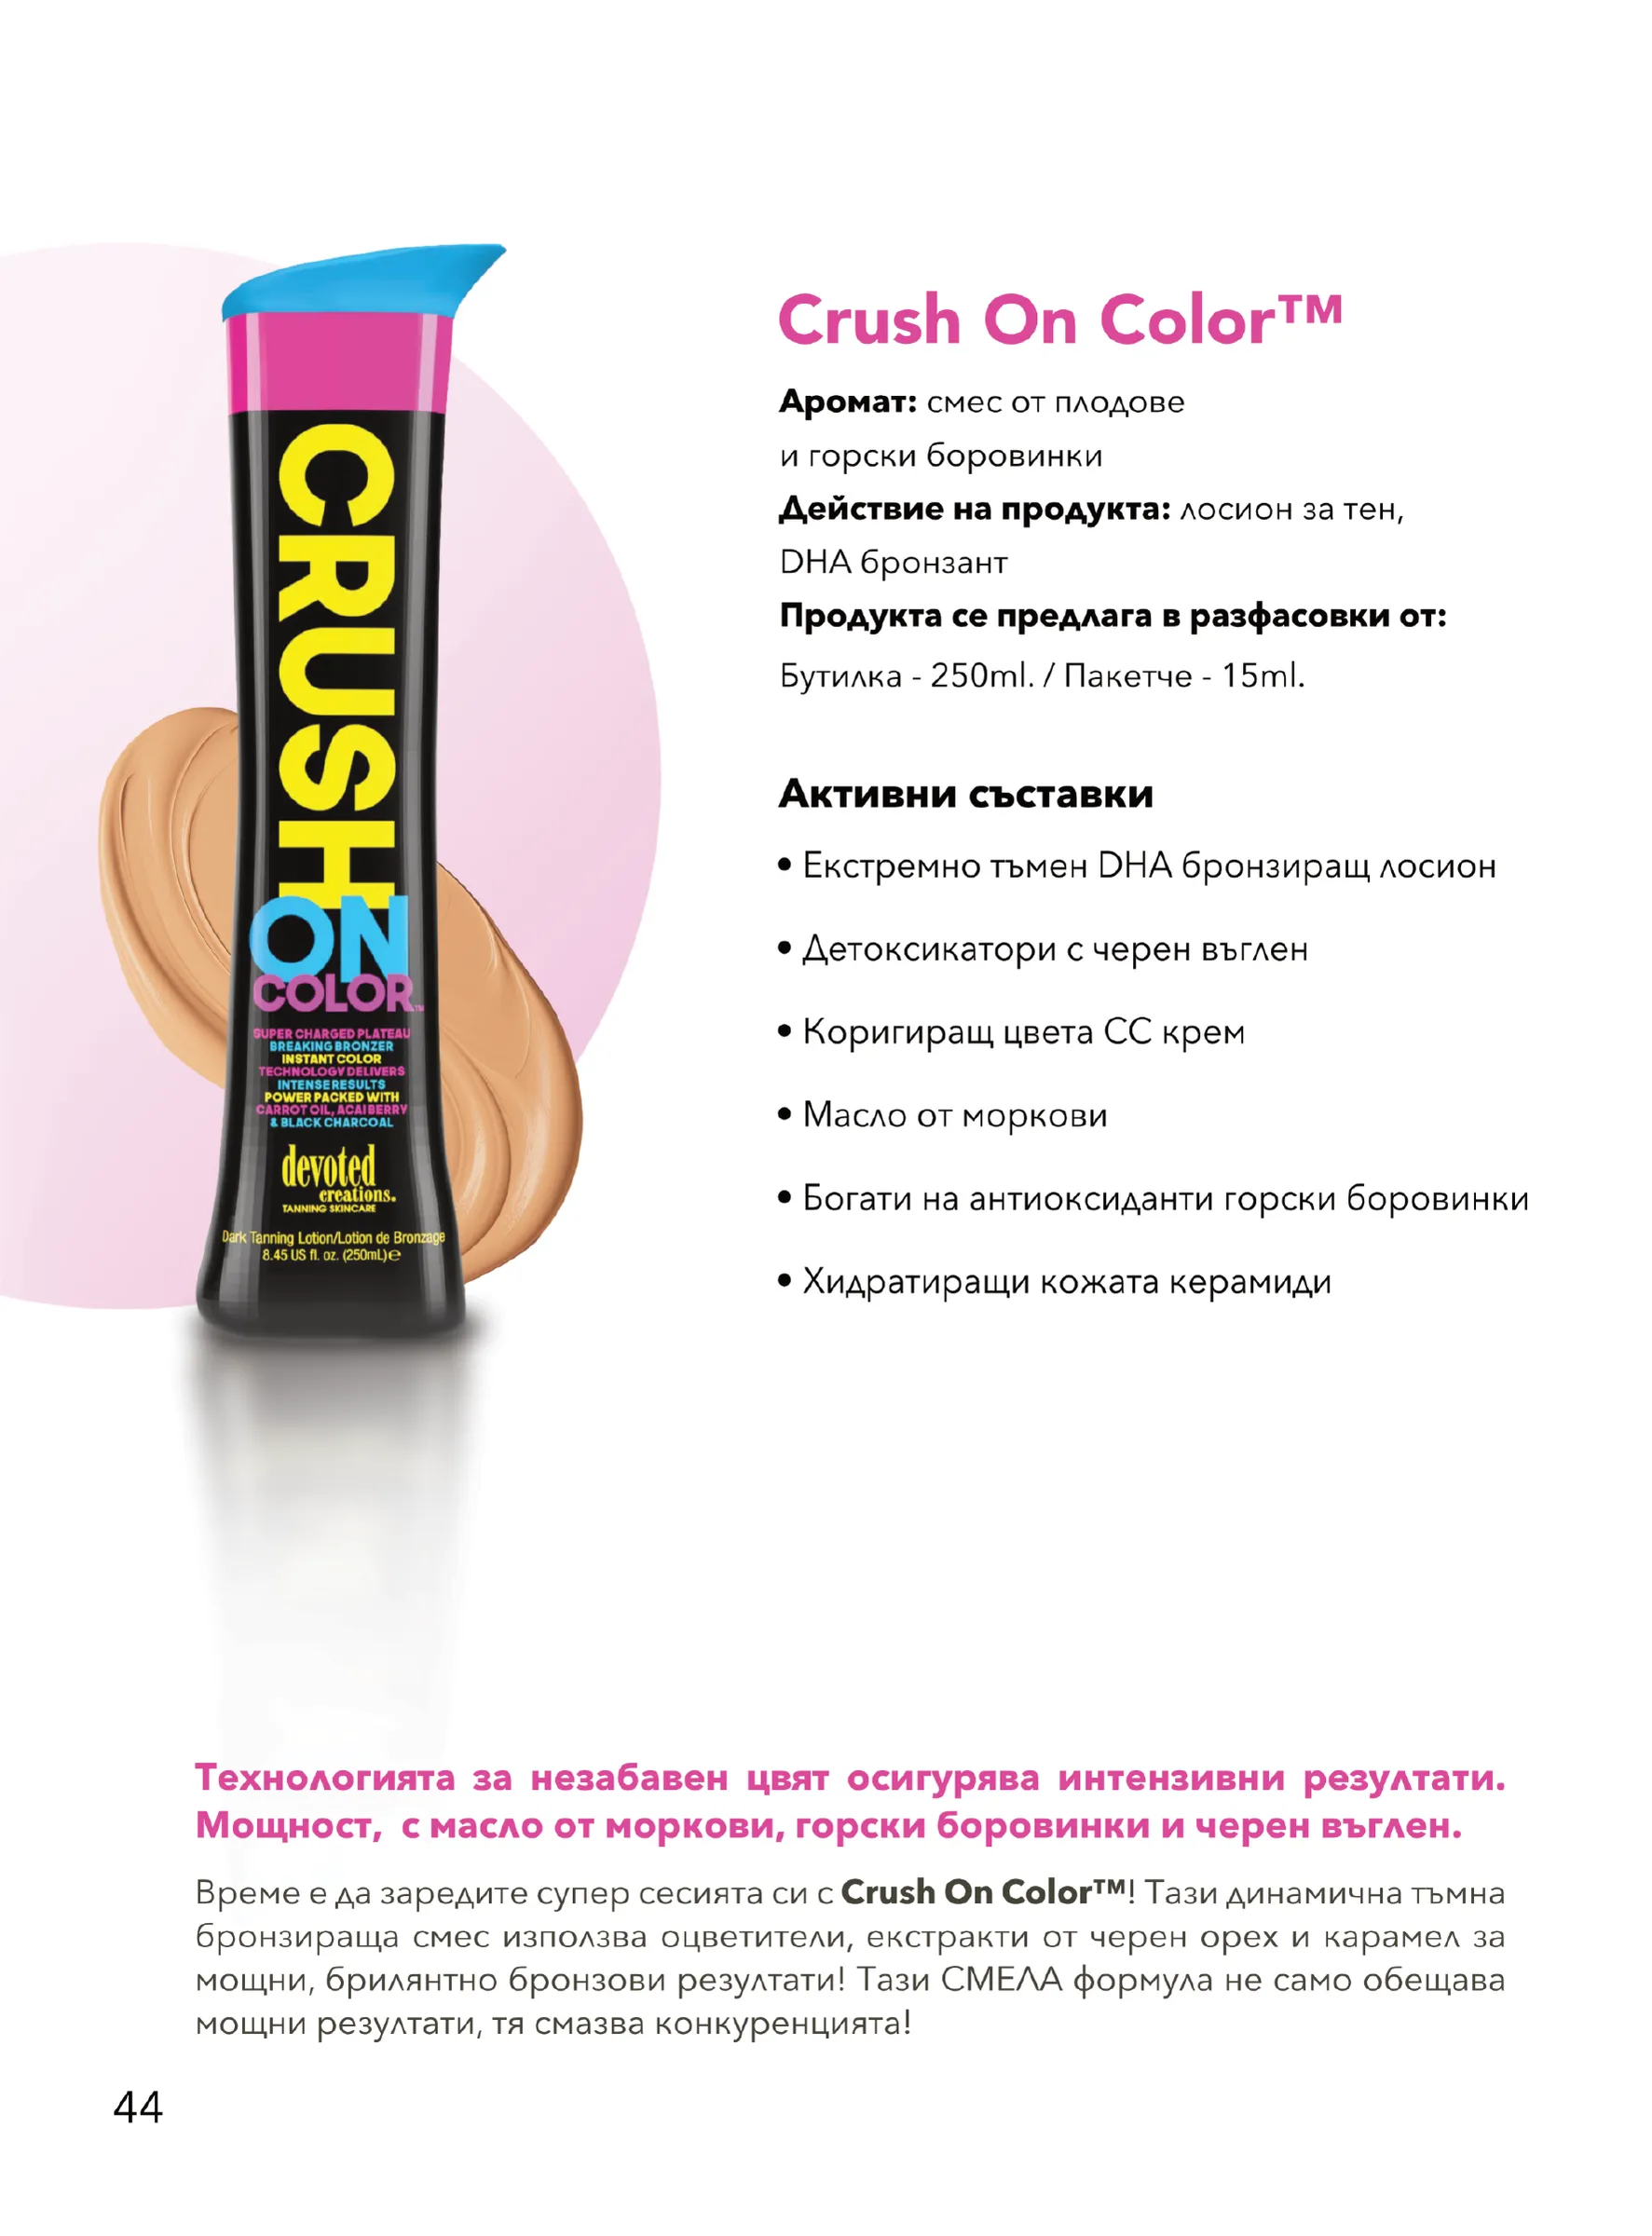 CRUSH
ON
COLOR™
SUPER CHARGED PLATEAU
BREAKING BRONZER
INSTANT COLOR
TECHNOLOGY DELIVERS
INTENSE RESULTS
POWER PACKED WITH
CARROT OIL, ACAI BERRY
& BLACK CHARCOAL
devoted
creations.
TANNING SKINCARE
Dark Tanning Lotion/Lotion de Bronzage
8.45 US fl. oz. (250mL)℮
Crush On Color™
Аромат: смес от плодове
и горски боровинки
Действие на продукта: лосион за тен,
DHA бронзант
Продукта се предлага в разфасовки от:
Бутилка - 250ml. / Пакетче - 15ml.
Активни съставки
• Екстремно тъмен DHA бронзиращ лосион
• Детоксикатори с черен въглен
• Коригиращ цвета CC крем
• Масло от моркови
• Богати на антиоксиданти горски боровинки
• Хидратиращи кожата керамиди
Технологията за незабавен цвят осигурява интензивни резултати.
Мощност, с масло от моркови, горски боровинки и черен въглен.
Време е да заредите супер сесията си с Crush On Color™! Тази динамична тъмна
бронзираща смес използва оцветители, екстракти от черен орех и карамел за
мощни, брилянтно бронзови резултати! Тази СМЕЛА формула не само обещава
мощни резултати, тя смазва конкуренцията!
44